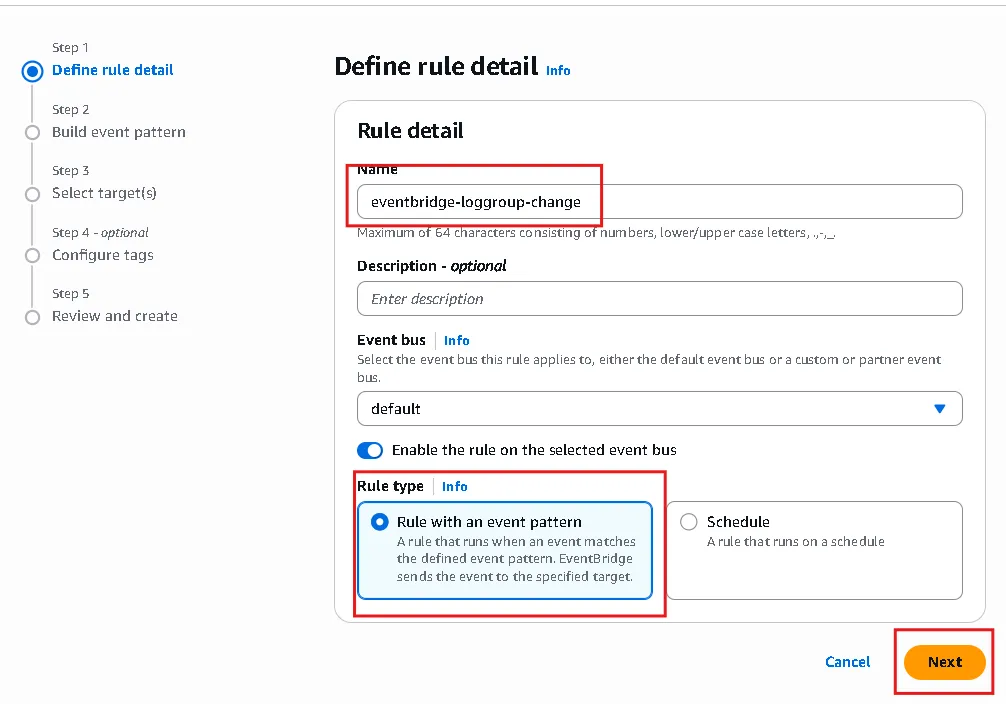 Step 1
Define rule detail
Step 2
Build event pattern
Step 3
Select target(s)
Step 4 - optional
Configure tags
Step 5
Review and create
Define rule detail Info
Rule detail
Name
eventbridge-loggroup-change
Maximum of 64 characters consisting of numbers, lower/upper case letters, .,-,_.
Description - optional
Enter description
Event bus Info
Select the event bus this rule applies to, either the default event bus or a custom or partner event
bus.
default
Enable the rule on the selected event bus
Rule type Info
Rule with an event pattern
A rule that runs when an event matches
the defined event pattern. EventBridge
sends the event to the specified target.
Schedule
A rule that runs on a schedule
Cancel
Next